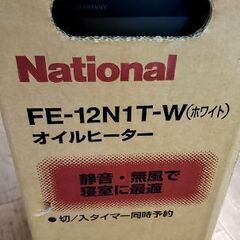 GERMANY
National
FE-12N1T-W(ホワイト)
オイルヒーター
静音・無風で
寝室に最適
●切/入タイマー同時予約